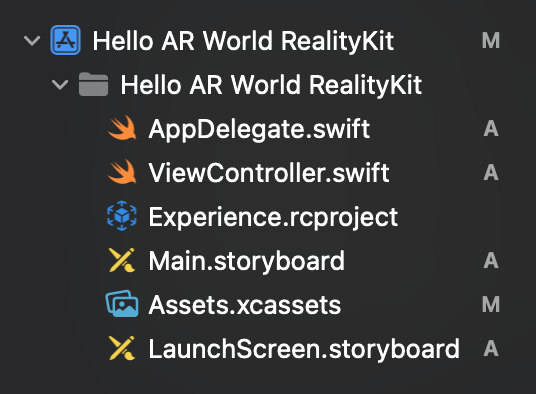 Hello AR World RealityKit M
Hello AR World RealityKit
AppDelegate.swift A
ViewController.swift A
Experience.rcproject
Main.storyboard A
Assets.xcassets M
LaunchScreen.storyboard A